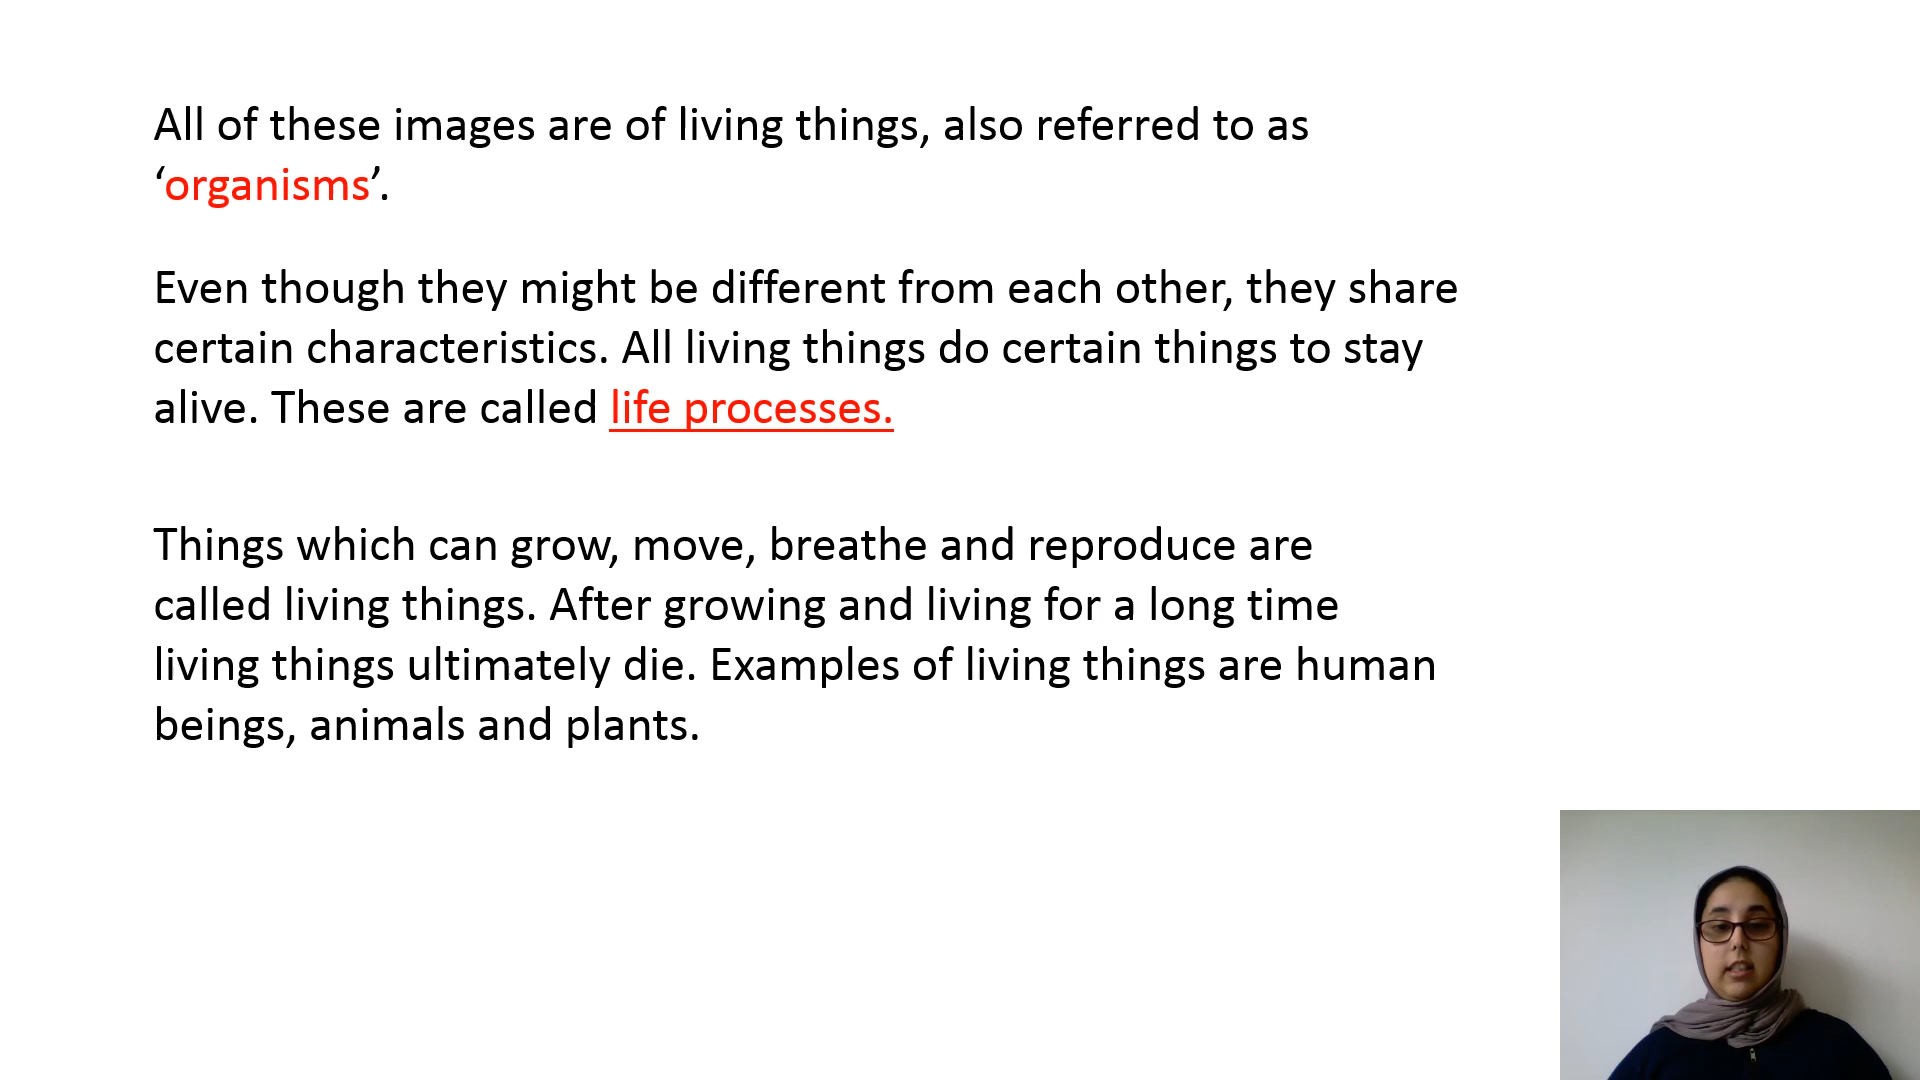 All of these images are of living things, also referred to as
‘organisms’.
Even though they might be different from each other, they share
certain characteristics. All living things do certain things to stay
alive. These are called life processes.
Things which can grow, move, breathe and reproduce are
called living things. After growing and living for a long time
living things ultimately die. Examples of living things are human
beings, animals and plants.